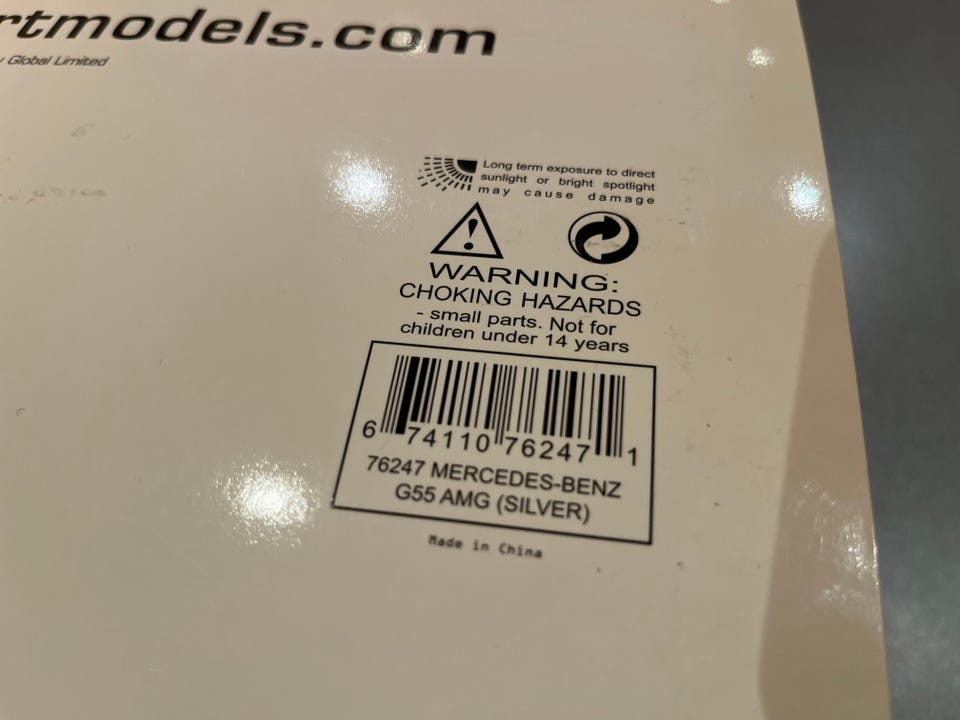 rtmodels.com
Global Limited
Long term exposure to direct
sunlight or bright spotlight
may cause damage
WARNING:
CHOKING HAZARDS
- small parts. Not for
children under 14 years
6 74110 76247 1
76247 MERCEDES-BENZ
G55 AMG (SILVER)
Made in China